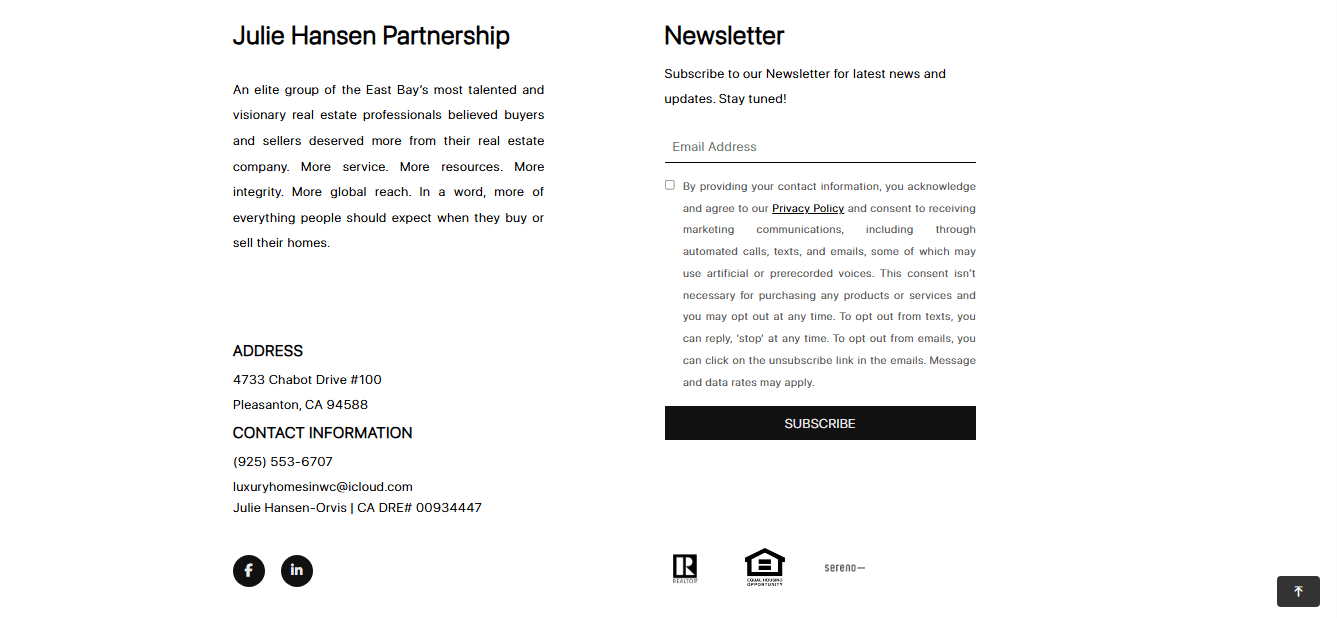 Julie Hansen Partnership
An elite group of the East Bay's most talented and
visionary real estate professionals believed buyers
and sellers deserved more from their real estate
company. More service. More resources. More
integrity. More global reach. In a word, more of
everything people should expect when they buy or
sell their homes.
ADDRESS
4733 Chabot Drive #100
Pleasanton, CA 94588
CONTACT INFORMATION
(925) 553-6707
luxuryhomesinwc@icloud.com
Julie Hansen-Orvis | CA DRE# 00934447
Newsletter
Subscribe to our Newsletter for latest news and
updates. Stay tuned!
Email Address
By providing your contact information, you acknowledge
and agree to our Privacy Policy and consent to receiving
marketing communications, including through
automated calls, texts, and emails, some of which may
use artificial or prerecorded voices. This consent isn't
necessary for purchasing any products or services and
you may opt out at any time. To opt out from texts, you
can reply, 'stop' at any time. To opt out from emails, you
can click on the unsubscribe link in the emails. Message
and data rates may apply.
SUBSCRIBE
REALTOR®
EQUAL HOUSING
OPPORTUNITY
sereno—